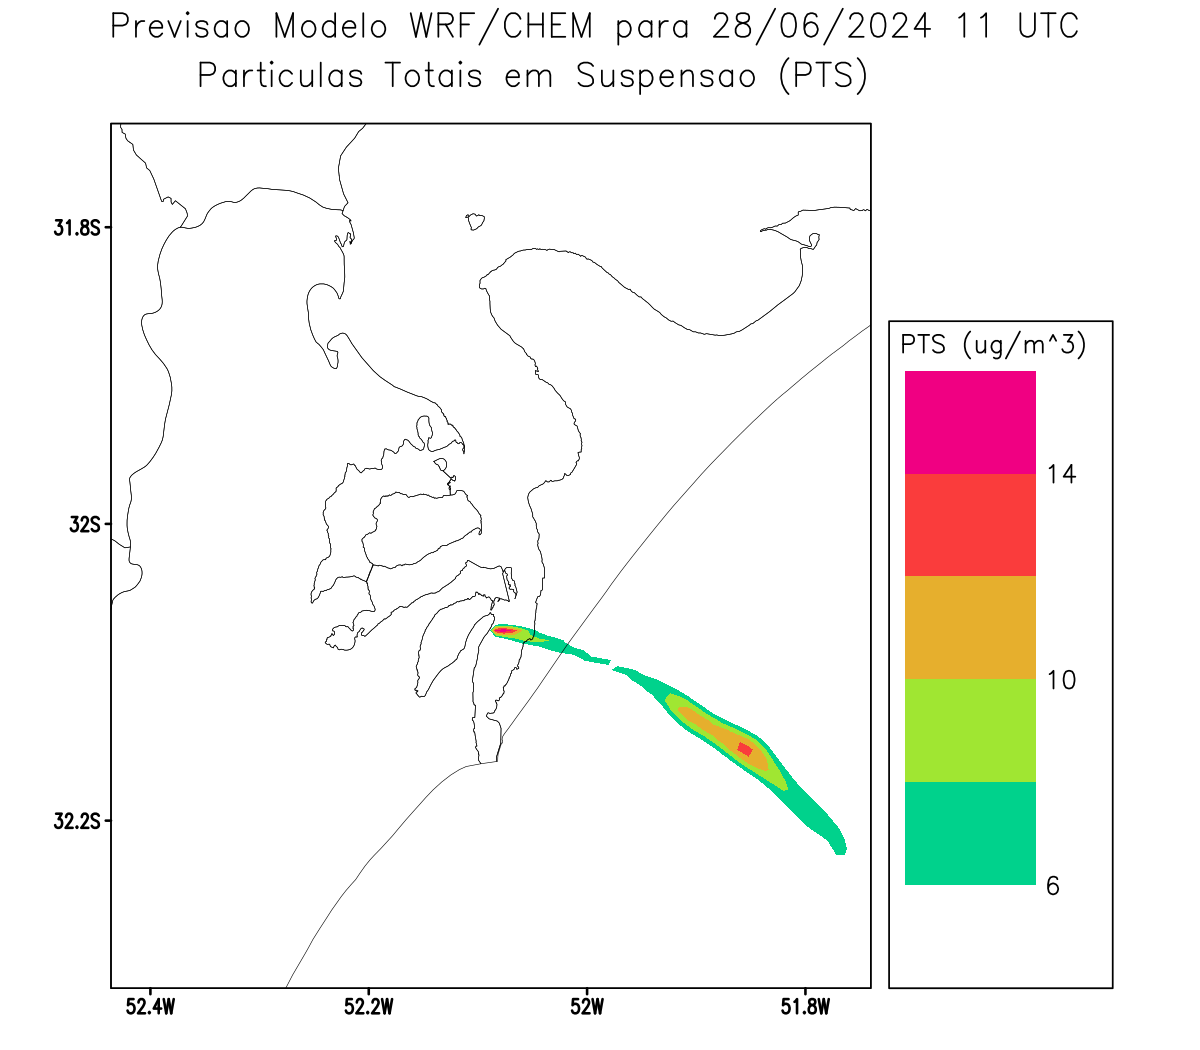 Previsao Modelo WRF/CHEM para 28/06/2024 11 UTC
Particulas Totais em Suspensao (PTS)
31.8S
32S
32.2S
52.4W
52.2W
52W
51.8W
PTS (ug/m^3)
14
10
6